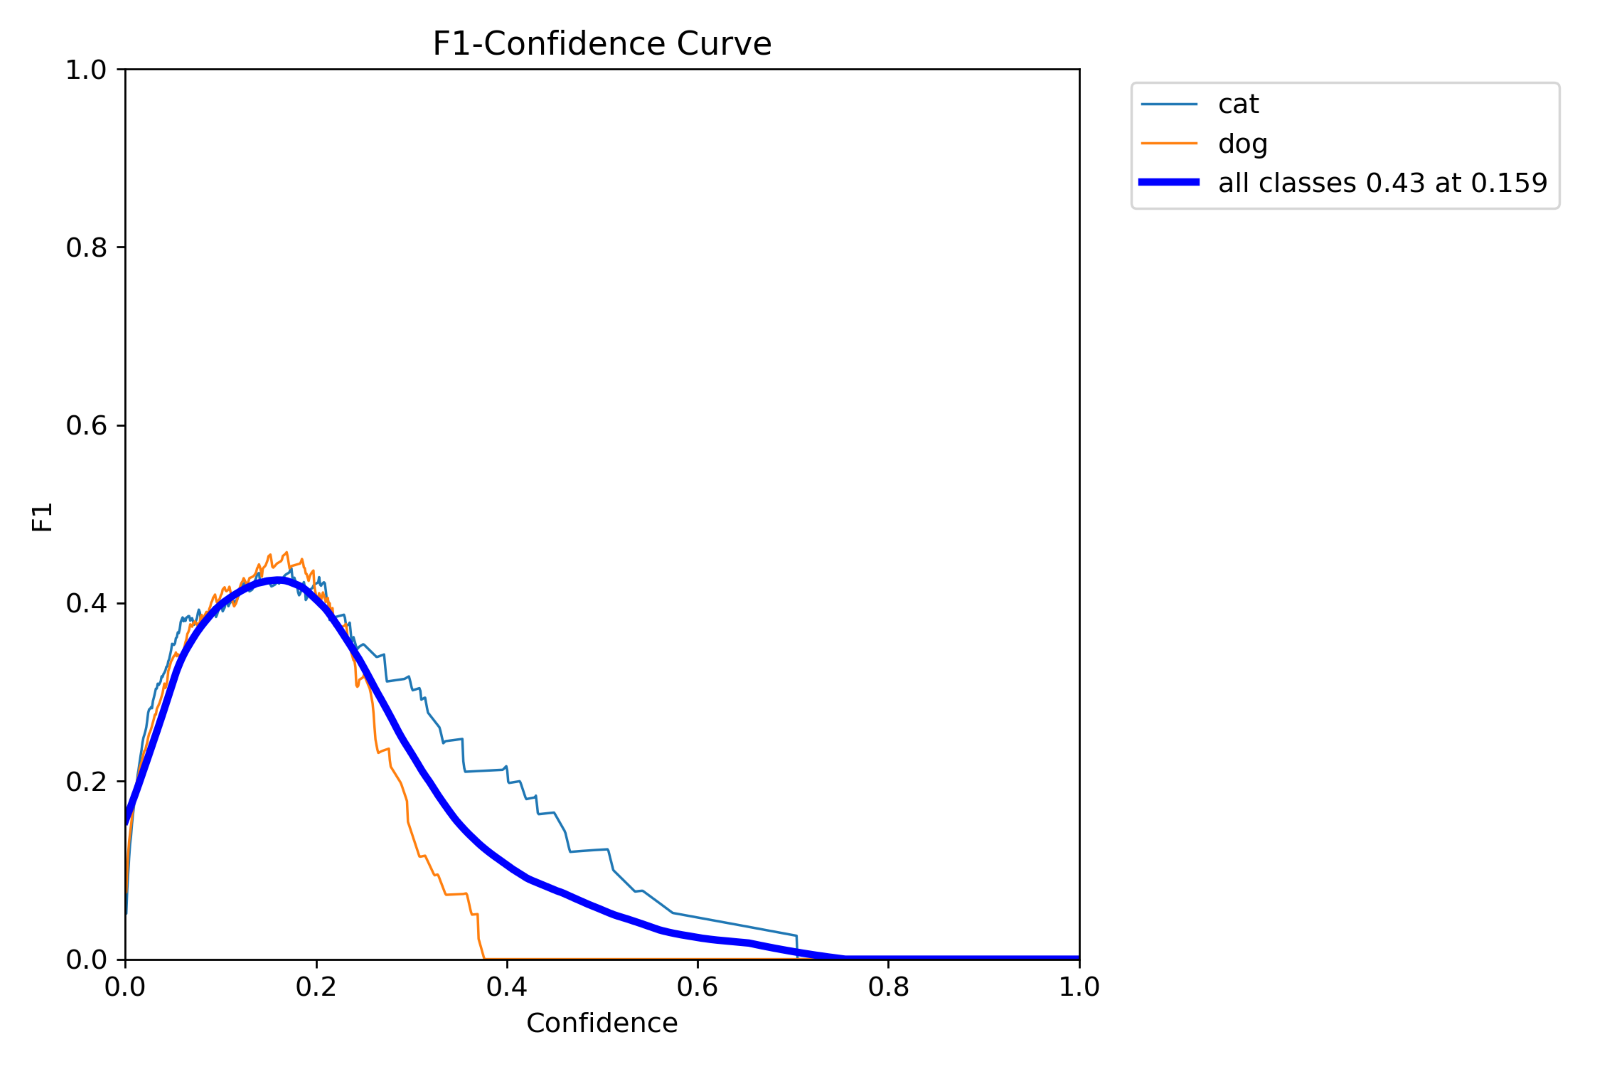 F1-Confidence Curve
1.0
0.8
0.6
0.4
0.2
0.0
F1
0.0 0.2 0.4 0.6 0.8 1.0
Confidence
cat
dog
all classes 0.43 at 0.159